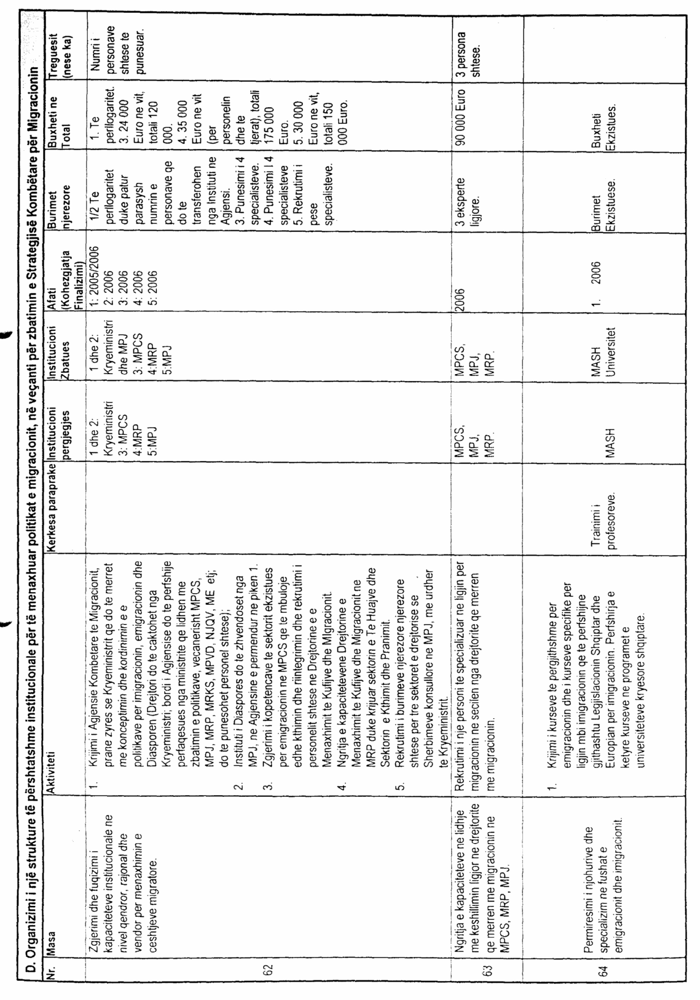 D. Organizimi i një strukture të përshtatshme institucionale për të menaxhuar politikat e migracionit, në veçanti për zbatimin e Strategjisë Kombëtare për Migracionin
Nr.
Masa
Aktiviteti
Kerkesa paraprake
Institucioni
pergjegjes
Institucioni
Zbatues
Afati
(Kohezgjatja
Finalizimi)
Burimet
njerezore
Buxheti ne
Total
Treguesit
(nese ka)
62
Zgjerimi dhe fuqizimi i
kapaciteteve institucionale ne
nivel qendror, rajonal dhe
vendor per menaxhimin e
ceshtjeve migratore.
1. Krijimi i Agjensie Kombetare te Migracionit,
prane zyres se Kryeministrit qe do te merret
me konceptimin dhe kordinimin e e
politikave per imigracionin, emigracionin dhe
Diasporen (Drejtori do te caktohet nga
Kryeministri; bordi i Agjensise do te perfshije
perfaqesues nga ministrite qe lidhen me
zbatimin e politikave, vecanerisht MPCS,
MPJ, MRP, MRKS, MPVD, NJQV, ME etj;
do te punesohet personel shtese);
2. Instituti i Diaspores do te zhvendoset nga
MPJ, ne Agjensine e permendur ne piken 1.
3. Zgjerimi i kopetencave te sektorit ekzistues
per emigracionin ne MPCS qe te mbuloje
edhe kthimin dhe riintegrimin dhe rekrutimi i
personelit shtese ne Drejtorine e e
Menaxhimit te Kufijve dhe MIgracionit.
4. Ngritja e kapacitetevene Drejtorine e
Menaxhimit te Kufijve dhe Migracionit ne
MRP duke krijuar sektorin e Te Huajve dhe
Sektorin e Kthimit dhe Pranimit.
5. Rekrutimi i burimeve njerezore njerezore
shtese per tre sektoret e drejtorise se
Sherbimeve konsullore ne MPJ, me urdher
te Kryeministrit.
1 dhe 2:
Kryeministri
3: MPCS
4:MRP
5:MPJ
1 dhe 2:
Kryeministri
dhe MPJ
3: MPCS
4:MRP
5:MPJ
1: 2005/2006
2: 2006
3: 2006
4: 2006
5: 2006
1/2 Te
perllogaritet
duke patur
parasysh
numrin e
personave qe
do te
transferohen
nga Instituti ne
Agjensi.
3. Punesimi i 4
specialisteve.
4. Punesimi I 4
specialisteve
5. Rekrutimi i
pese
specialisteve.
1. Te
perllogaritet.
3. 24 000
Euro ne vit,
totali 120
000.
4. 35 000
Euro ne vit
(per
personelin
dhe te
tjerat), totali
175 000
Euro.
5. 30 000
Euro ne vit,
totali 150
000 Euro.
Numri i
personave
shtese te
punesuar.
63
Ngritja e kapaciteteve ne lidhje
me keshillimin ligjor ne drejtorite
qe merren me migracionin ne
MPCS, MRP, MPJ.
Rekrutimi i nje personi te specializuar ne ligjin per
migracionin ne secilen nga drejtorite qe merren
me migracionin.
MPCS,
MPJ,
MRP.
MPCS,
MPJ,
MRP.
2006
3 eksperte
ligjore.
90 000 Euro
3 persona
shtese.
64
Permiresimi i njohurive dhe
specializim ne fushat e
emigracionit dhe imigracionit.
1. Krijimi i kurseve te pergjithshme per
emigracionin dhe i kurseve specifike per
ligjin mbi imigracionin qe te perfshijne
gjithashtu Legjislacionin Shqiptar dhe
Europian per imigracionin. Perfshirja e
ketyre kurseve ne programet e
universiteteve kryesore shqiptare.
Trainimi i
profesoreve.
MASH
MASH
Universitet
1. 2006
Burimet
Ekzistuese.
Buxheti
Ekzistues.